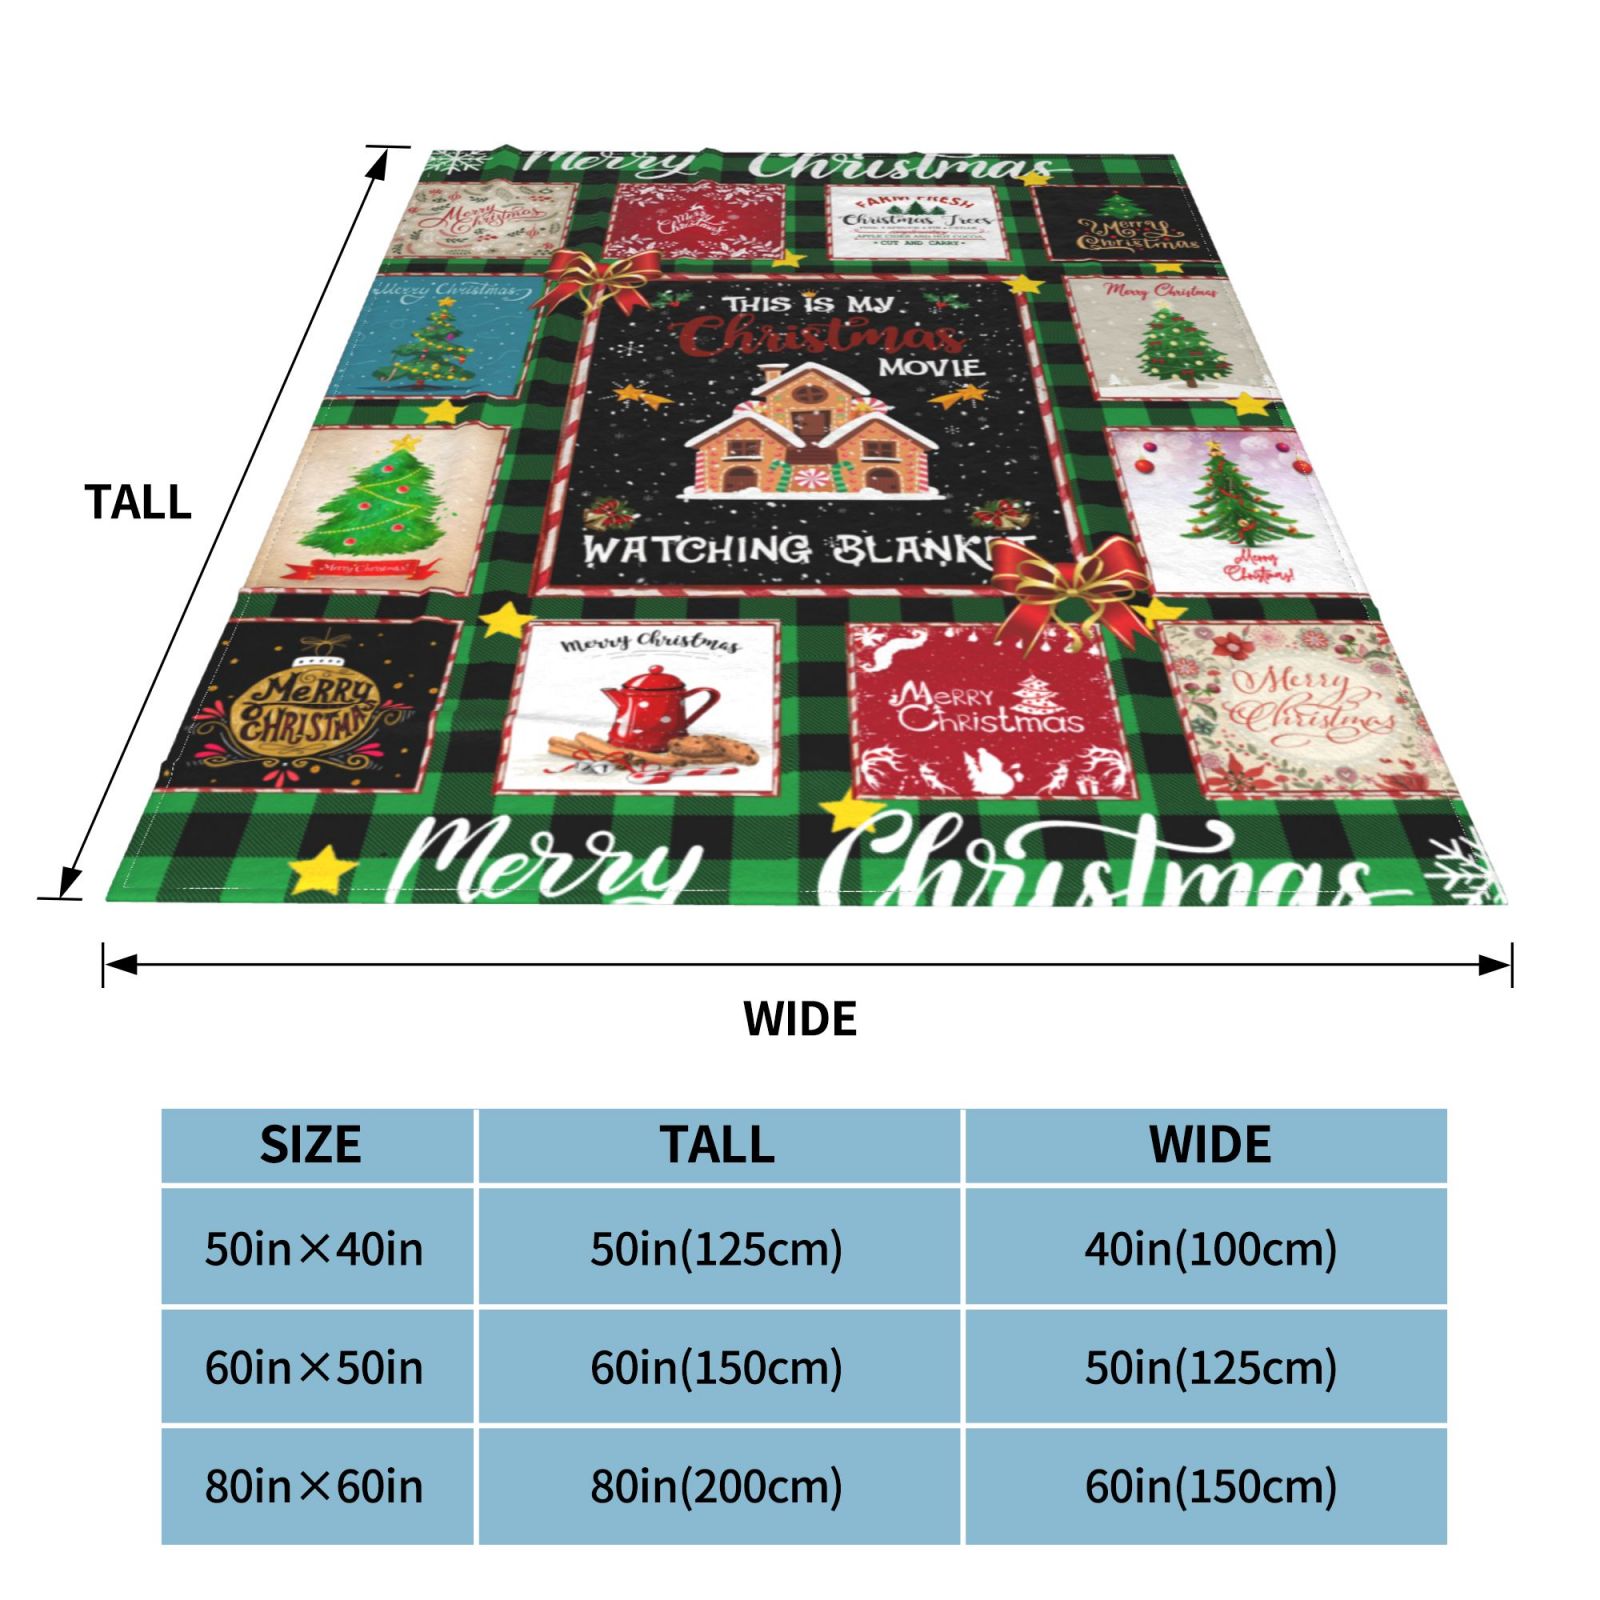 Merry Christmas
Merry Christmas
Merry Christmas
FARM FRESH
Christmas Trees
APPLE CIDER AND HOT COCOA
• CUT AND CARRY •
Merry
Christmas
Merry Christmas
THIS IS MY
Christmas
MOVIE
WATCHING BLANKET
Merry Christmas
Merry Christmas!
Merry
Christmas!
MERRY
CHRISTMAS
Merry Christmas
MERRY
Christmas
Merry
Christmas
Merry Christmas
TALL
WIDE
SIZE TALL WIDE
50in×40in 50in(125cm) 40in(100cm)
60in×50in 60in(150cm) 50in(125cm)
80in×60in 80in(200cm) 60in(150cm)